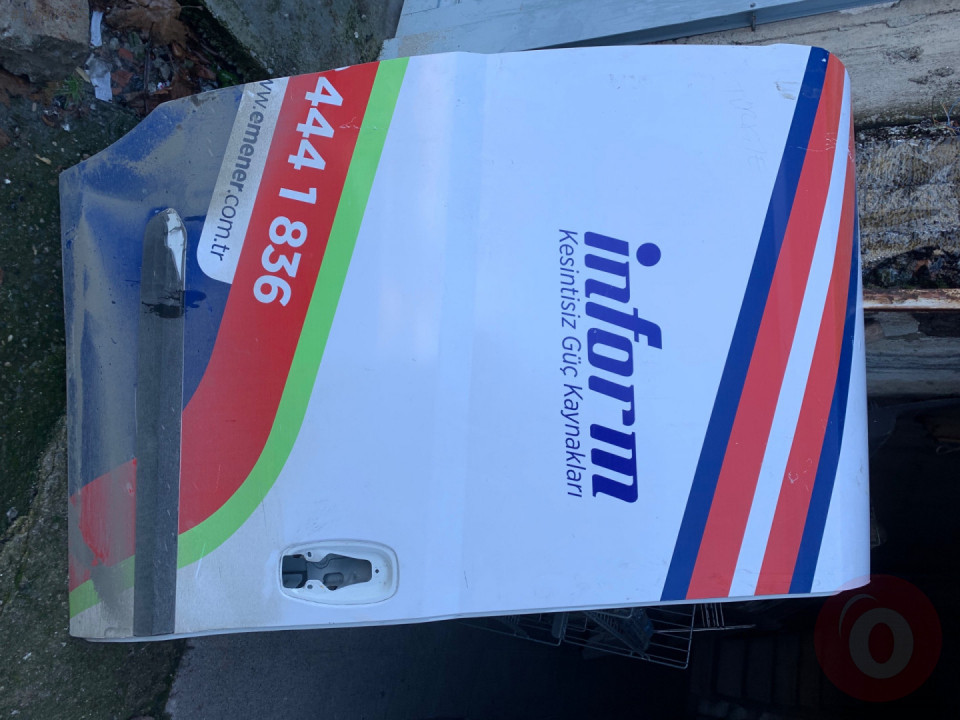 inform
Kesintisiz Güç Kaynakları
444 1 836
www.emener.com.tr